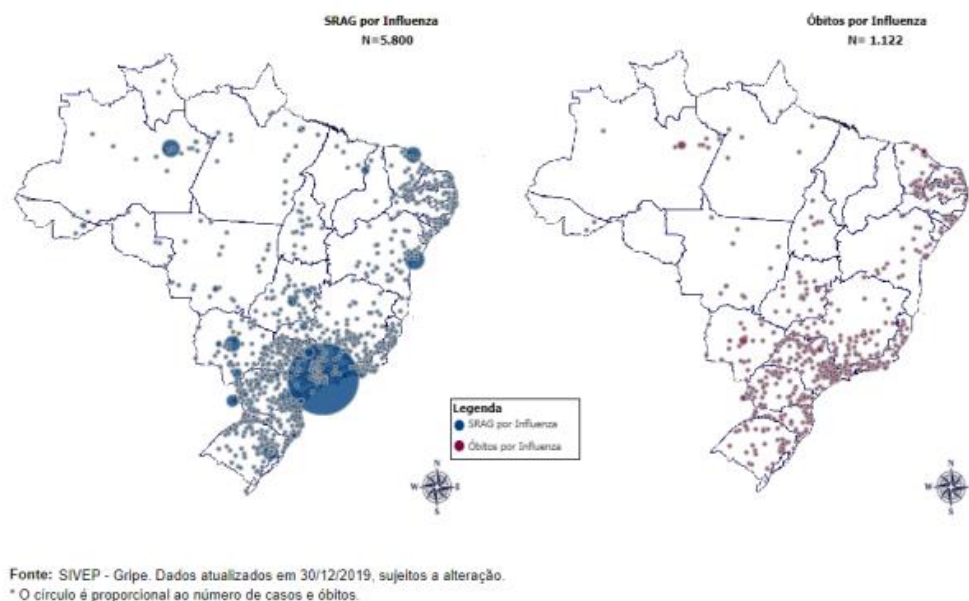 SRAG por Influenza
N=5.800
Óbitos por Influenza
N= 1.122
Legenda
SRAG por Influenza
Óbitos por Influenza
N
W E
S
N
W E
S
Fonte: SIVEP - Gripe. Dados atualizados em 30/12/2019, sujeitos a alteração.
* O círculo é proporcional ao número de casos e óbitos.